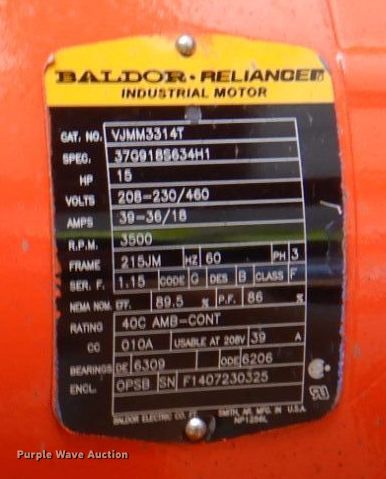 BALDOR · RELIANCER
INDUSTRIAL MOTOR
CAT. NO. VJMM3314T
SPEC. 37G918S634H1
HP 15
VOLTS 208-230/460
AMPS 39-36/18
R.P.M. 3500
FRAME 215JM HZ 60 PH 3
SER. F. 1.15 CODE G DES B CLASS F
NEMA NOM. EFF. 89.5 % P.F. 86 %
RATING 40C AMB-CONT
CC 010A USABLE AT 208V 39 A
BEARINGS DE 6309 ODE 6206
ENCL. OPSB SN F1407230325
BALDOR ELECTRIC CO. FT. SMITH, AR. MFG. IN U.S.A.
NP1256L
Purple Wave Auction